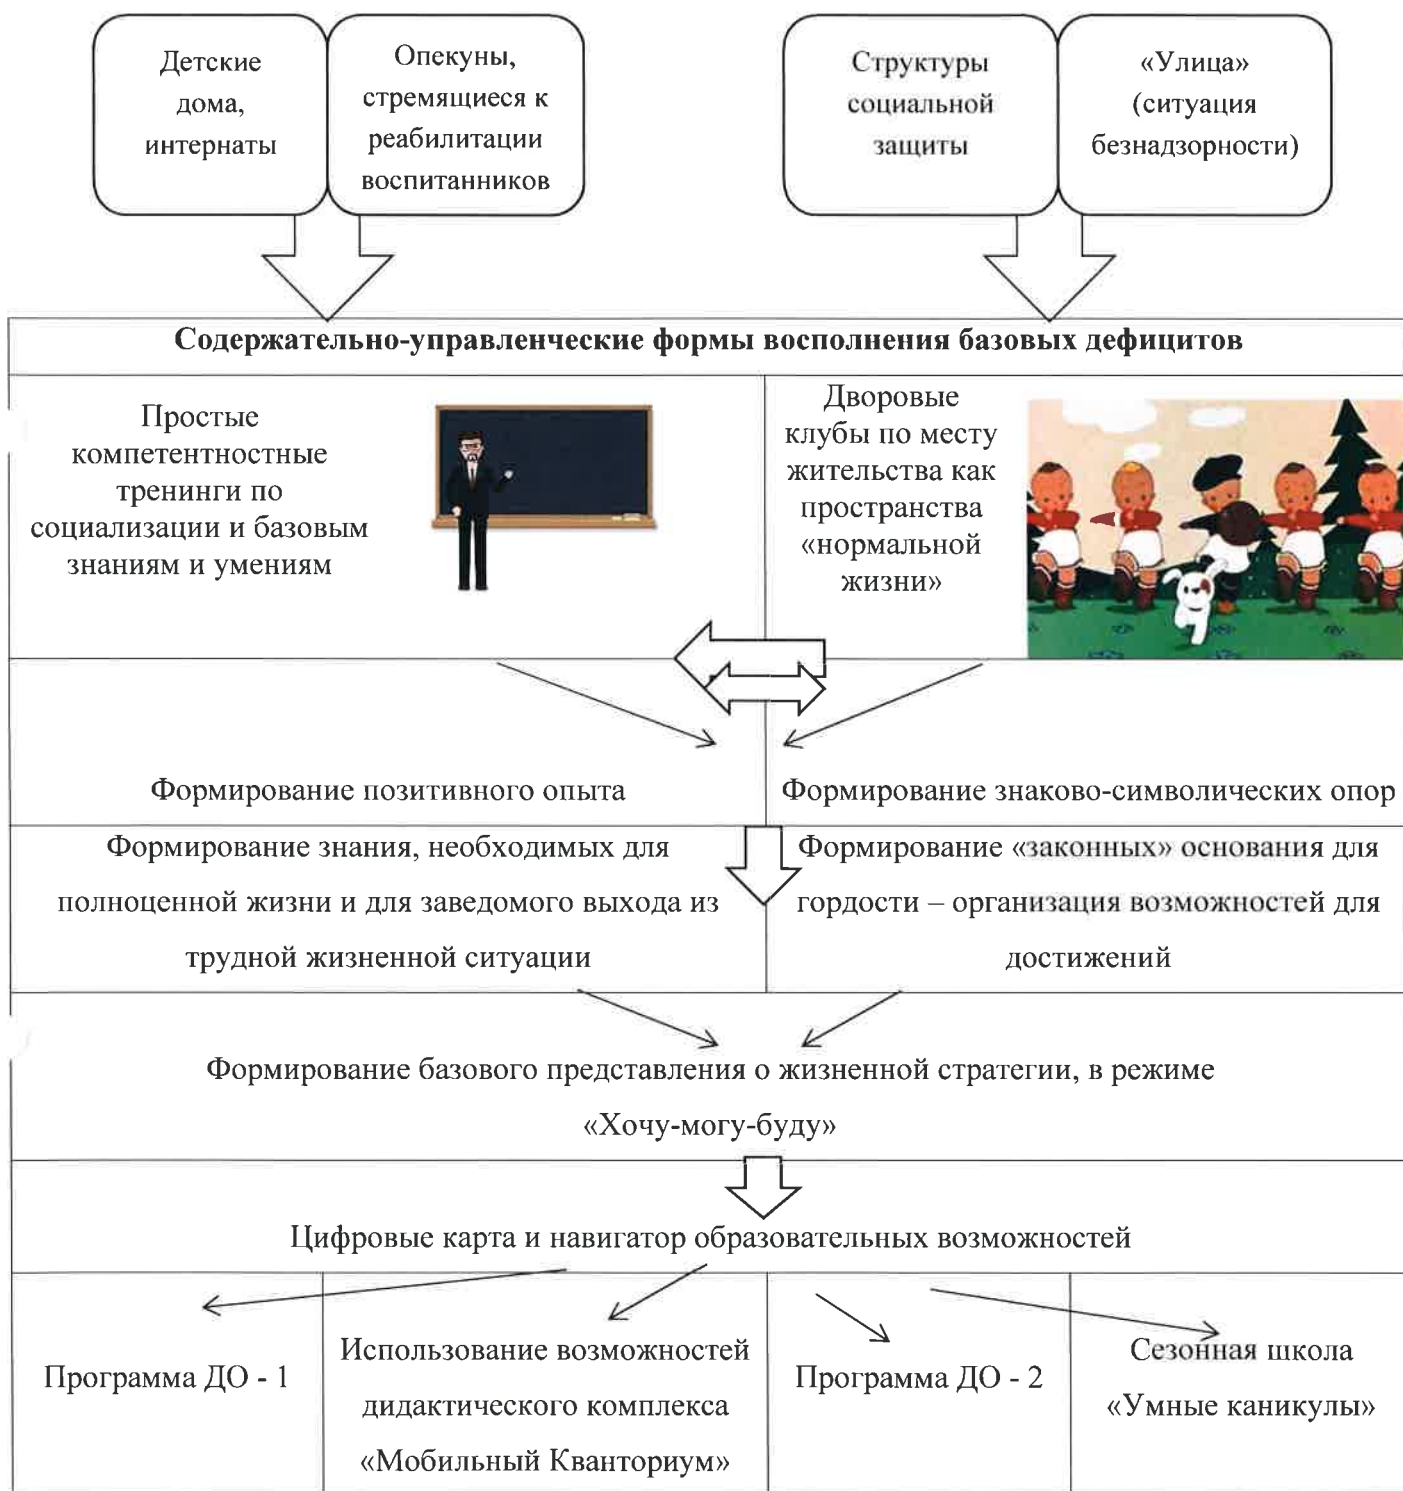 Детские
дома,
интернаты
Опекуны,
стремящиеся к
реабилитации
воспитанников
Структуры
социальной
защиты
«Улица»
(ситуация
безнадзорности)
Содержательно-управленческие формы восполнения базовых дефицитов
Простые
компетентностные
тренинги по
социализации и базовым
знаниям и умениям
Дворовые
клубы по месту
жительства как
пространства
«нормальной
жизни»
Формирование позитивного опыта
Формирование знаково-символических опор
Формирование знания, необходимых для
полноценной жизни и для заведомого выхода из
трудной жизненной ситуации
Формирование «законных» основания для
гордости – организация возможностей для
достижений
Формирование базового представления о жизненной стратегии, в режиме
«Хочу-могу-буду»
Цифровые карта и навигатор образовательных возможностей
Программа ДО - 1
Использование возможностей
дидактического комплекса
«Мобильный Кванториум»
Программа ДО - 2
Сезонная школа
«Умные каникулы»